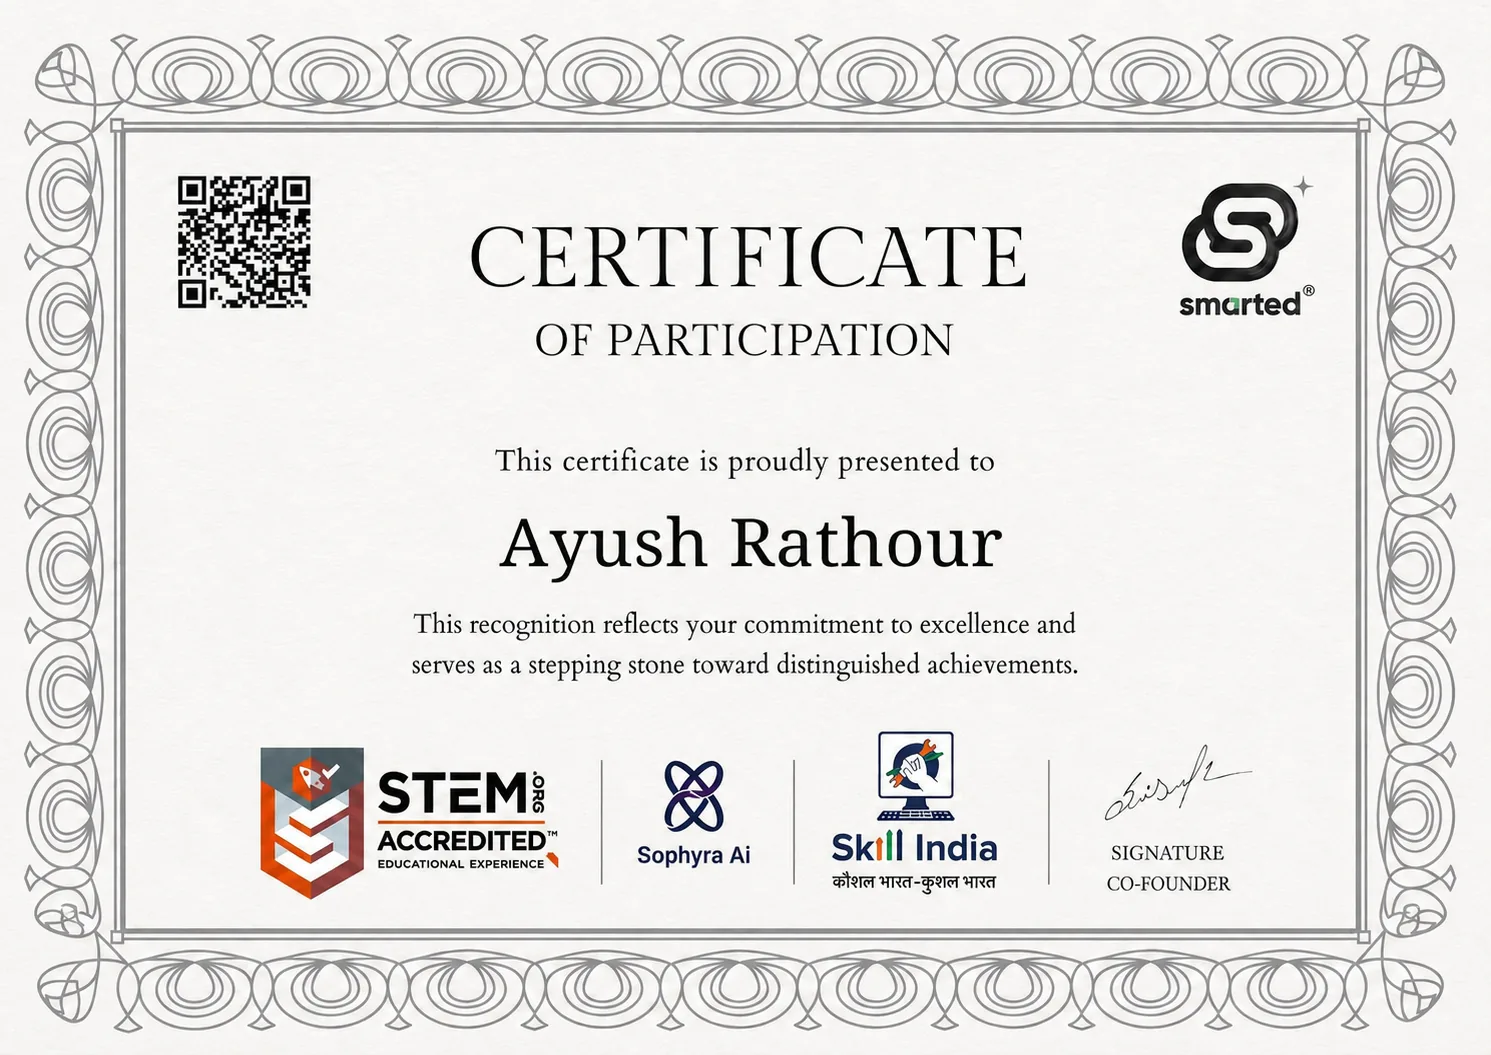 CERTIFICATE
OF PARTICIPATION
smarted®
This certificate is proudly presented to
Ayush Rathour
This recognition reflects your commitment to excellence and
serves as a stepping stone toward distinguished achievements.
STEM.ORG
ACCREDITED™
EDUCATIONAL EXPERIENCE
Sophyra Ai
Skill India
कौशल भारत-कुशल भारत
SIGNATURE
CO-FOUNDER